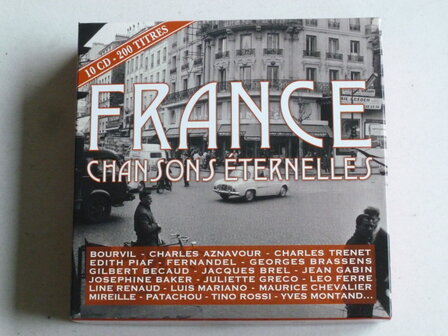 10 CD - 200 TITRES
FRANCE
CHANSONS ÉTERNELLES
BOURVIL - CHARLES AZNAVOUR - CHARLES TRENET
EDITH PIAF - FERNANDEL - GEORGES BRASSENS
GILBERT BECAUD - JACQUES BREL - JEAN GABIN
JOSEPHINE BAKER - JULIETTE GRECO - LEO FERRE
LINE RENAUD - LUIS MARIANO - MAURICE CHEVALIER
MIREILLE - PATACHOU - TINO ROSSI - YVES MONTAND...